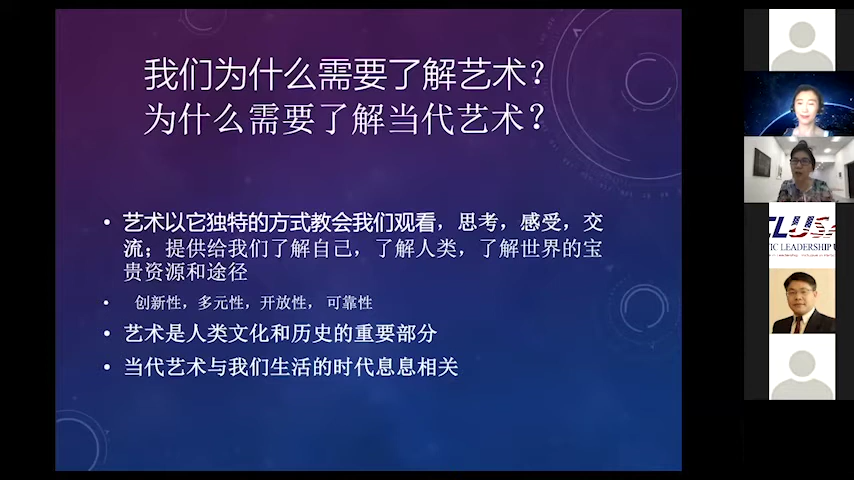 我们为什么需要了解艺术？
为什么需要了解当代艺术？
• 艺术以它独特的方式教会我们观看，思考，感受，交
流；提供给我们了解自己，了解人类，了解世界的宝
贵资源和途径
• 创新性，多元性，开放性， 可靠性
• 艺术是人类文化和历史的重要部分
• 当代艺术与我们生活的时代息息相关
LUSA
TIC LEADERSHIP U